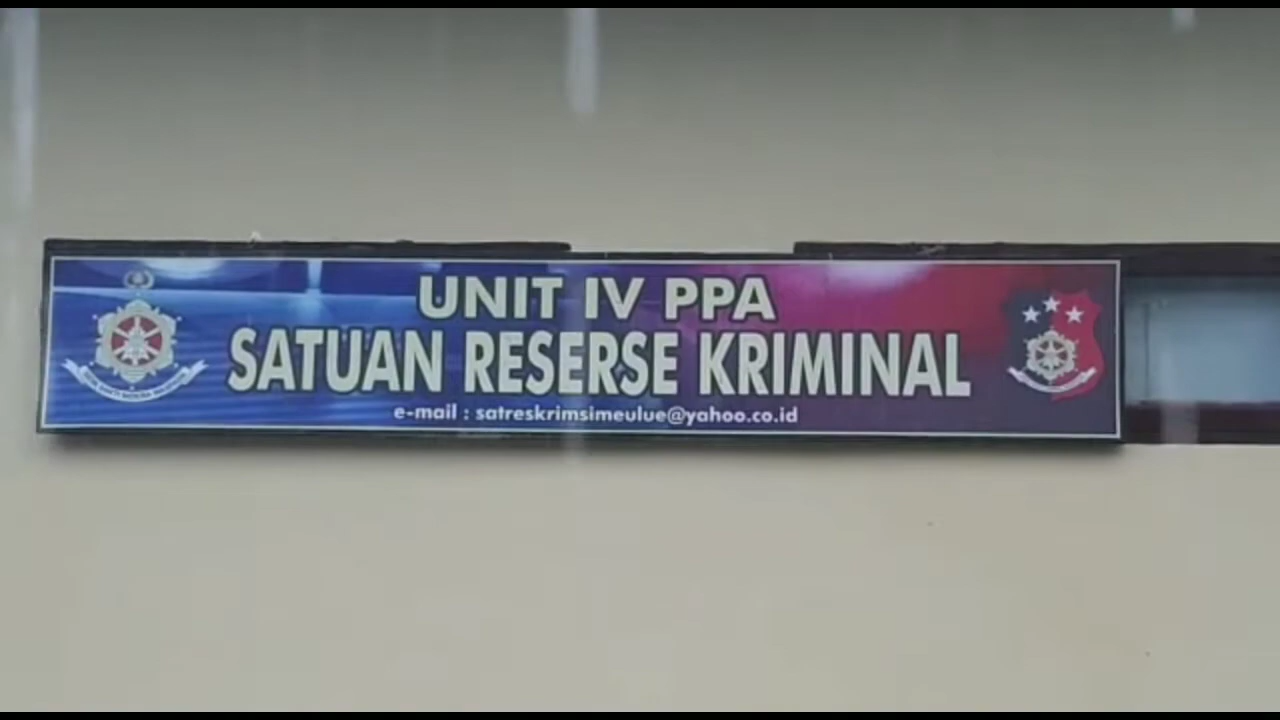 UNIT IV PPA
SATUAN RESERSE KRIMINAL
e-mail : satreskrimsimeulue@yahoo.co.id